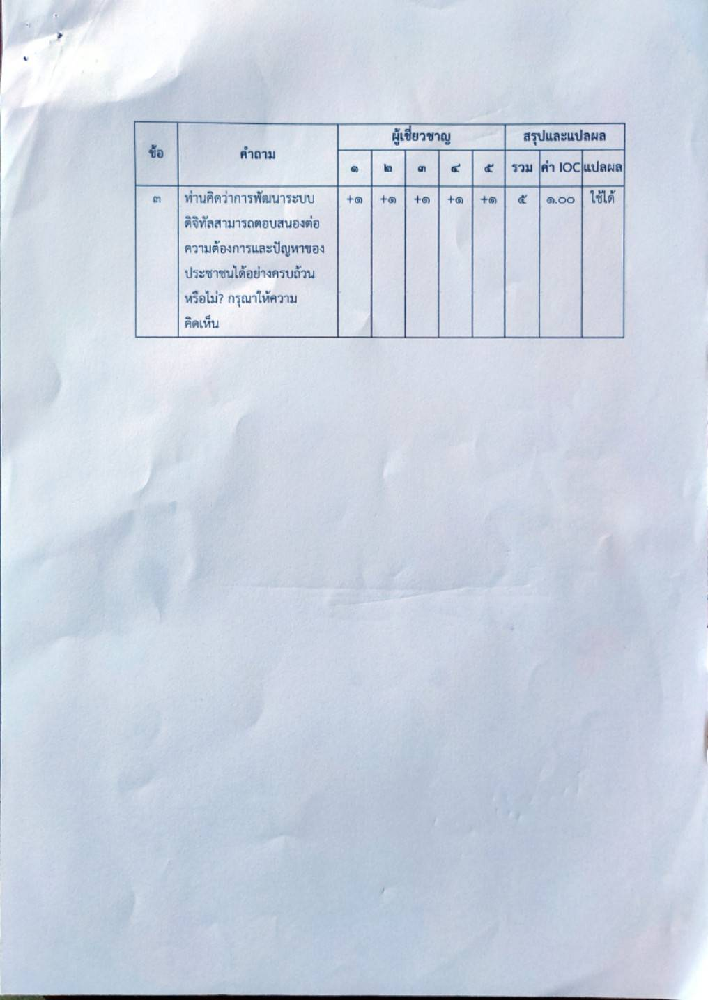 ข้อ คำถาม ผู้เชี่ยวชาญ สรุปและแปลผล
๑ ๒ ๓ ๔ ๕ รวม ค่า IOC แปลผล
๓ ท่านคิดว่าการพัฒนาระบบ +๑ +๑ +๑ +๑ +๑ ๕ ๑.๐๐ ใช้ได้
ดิจิทัลสามารถตอบสนองต่อ
ความต้องการและปัญหาของ
ประชาชนได้อย่างครบถ้วน
หรือไม่? กรุณาให้ความ
คิดเห็น